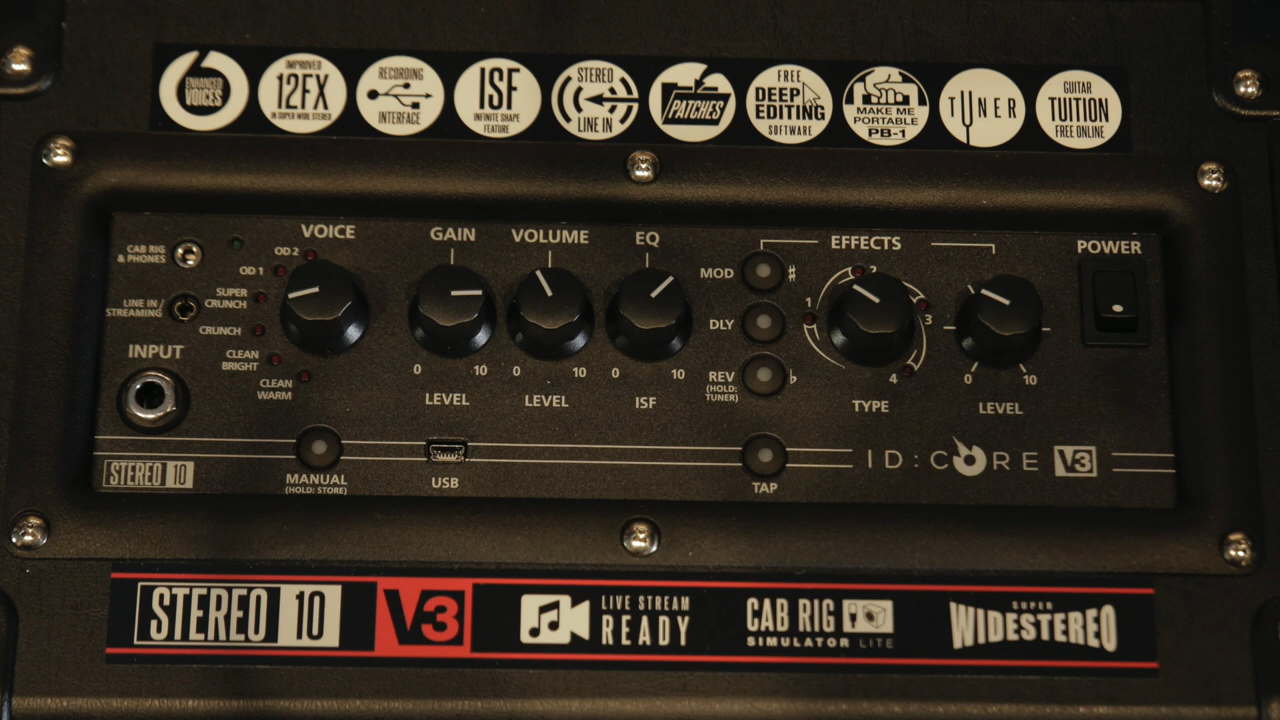 ENHANCED
VOICES
IMPROVED
12FX
IN SUPER WIDE STEREO
RECORDING
INTERFACE
ISF
INFINITE SHAPE
FEATURE
STEREO
LINE IN
PATCHES
FREE
DEEP
EDITING
SOFTWARE
MAKE ME
PORTABLE
PB-1
TUNER
GUITAR
TUITION
FREE ONLINE
CAB RIG
& PHONES
LINE IN/
STREAMING
INPUT
VOICE
OD 2
OD 1
SUPER
CRUNCH
CRUNCH
CLEAN
BRIGHT
CLEAN
WARM
GAIN
0 10
LEVEL
VOLUME
0 10
LEVEL
EQ
0 10
ISF
EFFECTS
MOD #
DLY
REV ♭
(HOLD:
TUNER)
1 2 3 4
TYPE
0 10
LEVEL
POWER
STEREO 10
MANUAL
(HOLD: STORE)
USB
TAP
ID:CORE V3
STEREO 10 V3
LIVE STREAM
READY
CAB RIG
SIMULATOR LITE
SUPER
WIDESTEREO